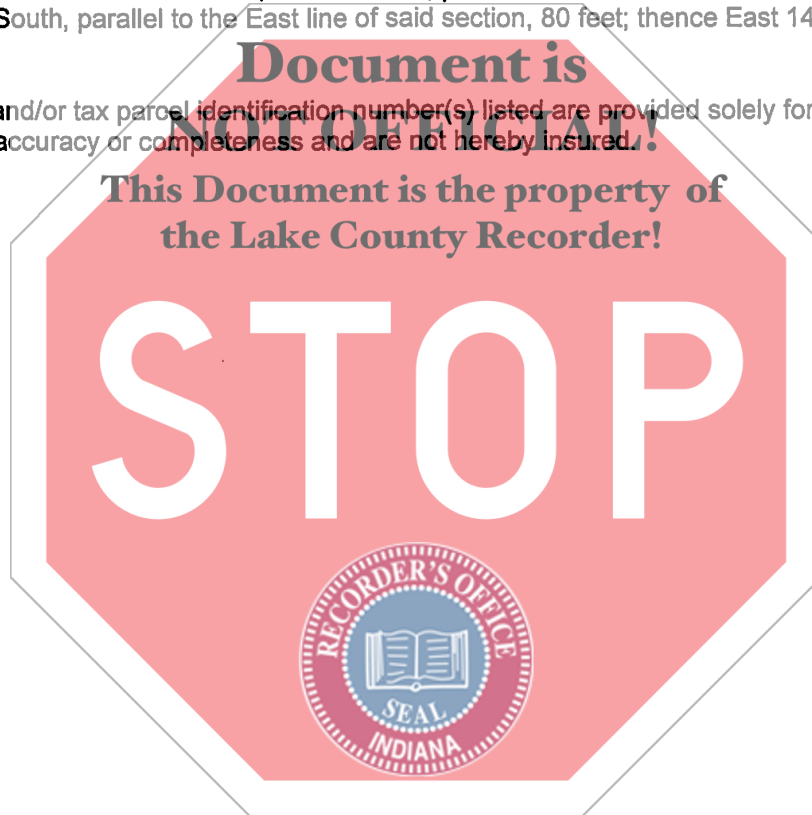 South, parallel to the East line of said section, 80 feet; thence East 14
Document is
and/or tax parcel identification number(s) listed are provided solely for
NOT OFFICIAL!
accuracy or completeness and are not hereby insured.
This Document is the property of
the Lake County Recorder!
STOP
RECORDER'S OFFICE
SEAL
INDIANA